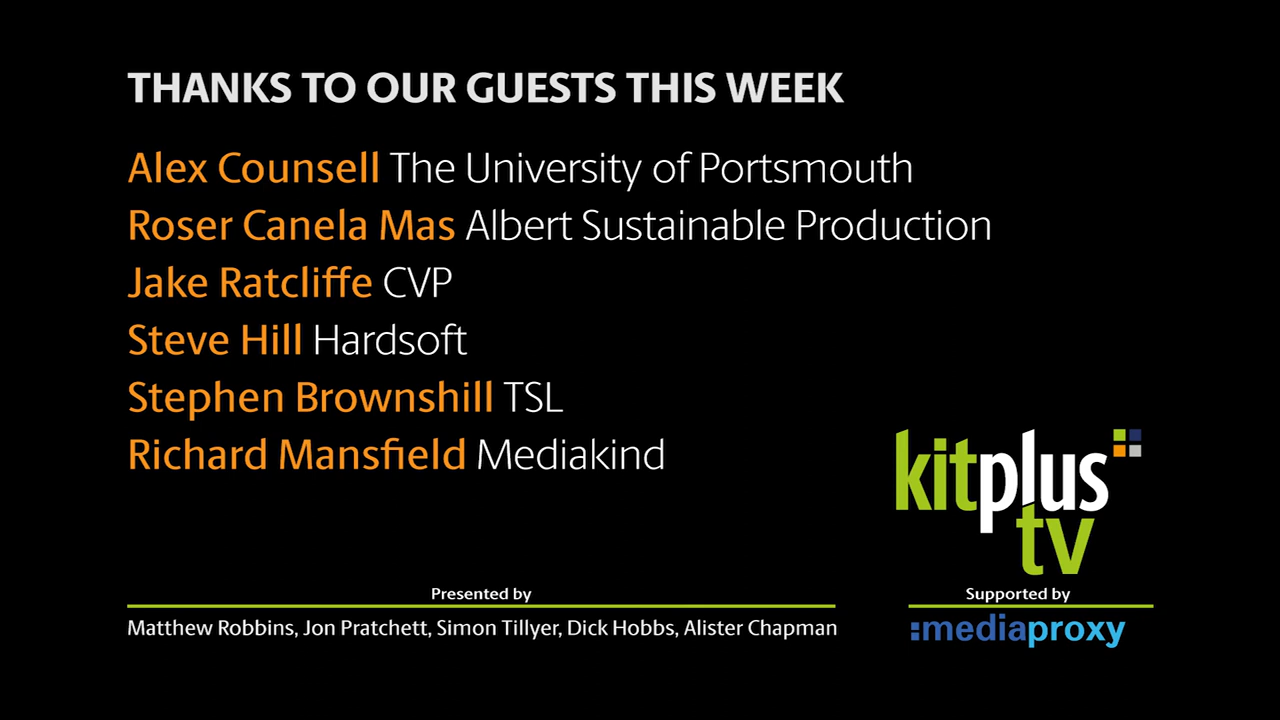 THANKS TO OUR GUESTS THIS WEEK
Alex Counsell The University of Portsmouth
Roser Canela Mas Albert Sustainable Production
Jake Ratcliffe CVP
Steve Hill Hardsoft
Stephen Brownshill TSL
Richard Mansfield Mediakind
kitplus
tv
Presented by
Matthew Robbins, Jon Pratchett, Simon Tillyer, Dick Hobbs, Alister Chapman
Supported by
:mediaproxy